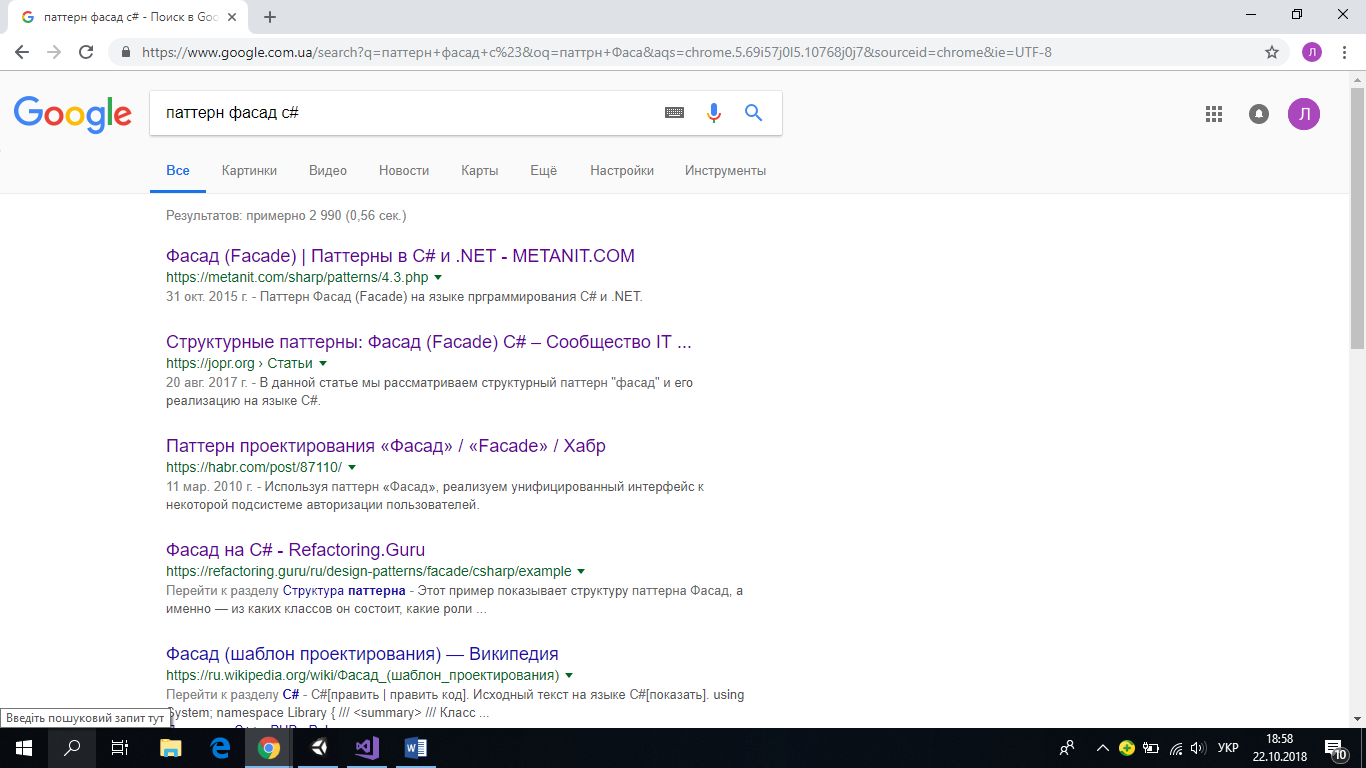 паттерн фасад c# - Поиск в Goo
https://www.google.com.ua/search?q=паттерн+фасад+c%23&oq=паттрн+Фаса&aqs=chrome.5.69i57j0l5.10768j0j7&sourceid=chrome&ie=UTF-8
Л
Google
паттерн фасад c#
Л
Все Картинки Видео Новости Карты Ещё Настройки Инструменты
Результатов: примерно 2 990 (0,56 сек.)
Фасад (Facade) | Паттерны в C# и .NET - METANIT.COM
https://metanit.com/sharp/patterns/4.3.php
31 окт. 2015 г. - Паттерн Фасад (Facade) на языке прграммирования C# и .NET.
Структурные паттерны: Фасад (Facade) C# – Сообщество IT ...
https://jopr.org › Статьи
20 авг. 2017 г. - В данной статье мы рассматриваем структурный паттерн "фасад" и его
реализацию на языке C#.
Паттерн проектирования «Фасад» / «Facade» / Хабр
https://habr.com/post/87110/
11 мар. 2010 г. - Используя паттерн «Фасад», реализуем унифицированный интерфейс к
некоторой подсистеме авторизации пользователей.
Фасад на C# - Refactoring.Guru
https://refactoring.guru/ru/design-patterns/facade/csharp/example
Перейти к разделу Структура паттерна - Этот пример показывает структуру паттерна Фасад, а
именно — из каких классов он состоит, какие роли ...
Фасад (шаблон проектирования) — Википедия
https://ru.wikipedia.org/wiki/Фасад_(шаблон_проектирования)
Перейти к разделу C# - C#[править | править код]. Исходный текст на языке C#[показать]. using
System; namespace Library { /// <summary> /// Класс ...
Введіть пошуковий запит тут
УКР
18:58
22.10.2018
10